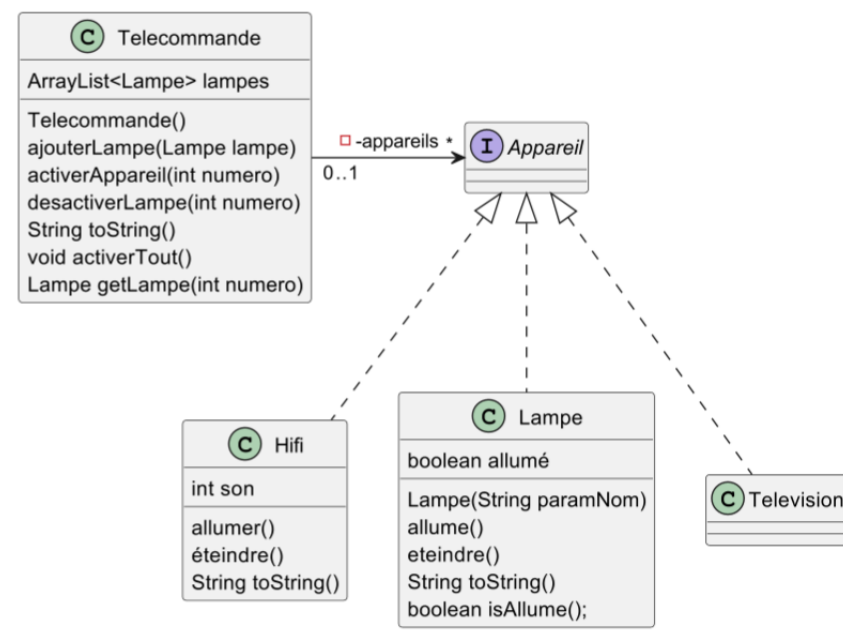 C Telecommande
ArrayList<Lampe> lampes
Telecommande()
ajouterLampe(Lampe lampe)
activerAppareil(int numero)
desactiverLampe(int numero)
String toString()
void activerTout()
Lampe getLampe(int numero)
-appareils *
0..1
I Appareil
C Hifi
int son
allumer()
éteindre()
String toString()
C Lampe
boolean allumé
Lampe(String paramNom)
allume()
eteindre()
String toString()
boolean isAllume();
C Television